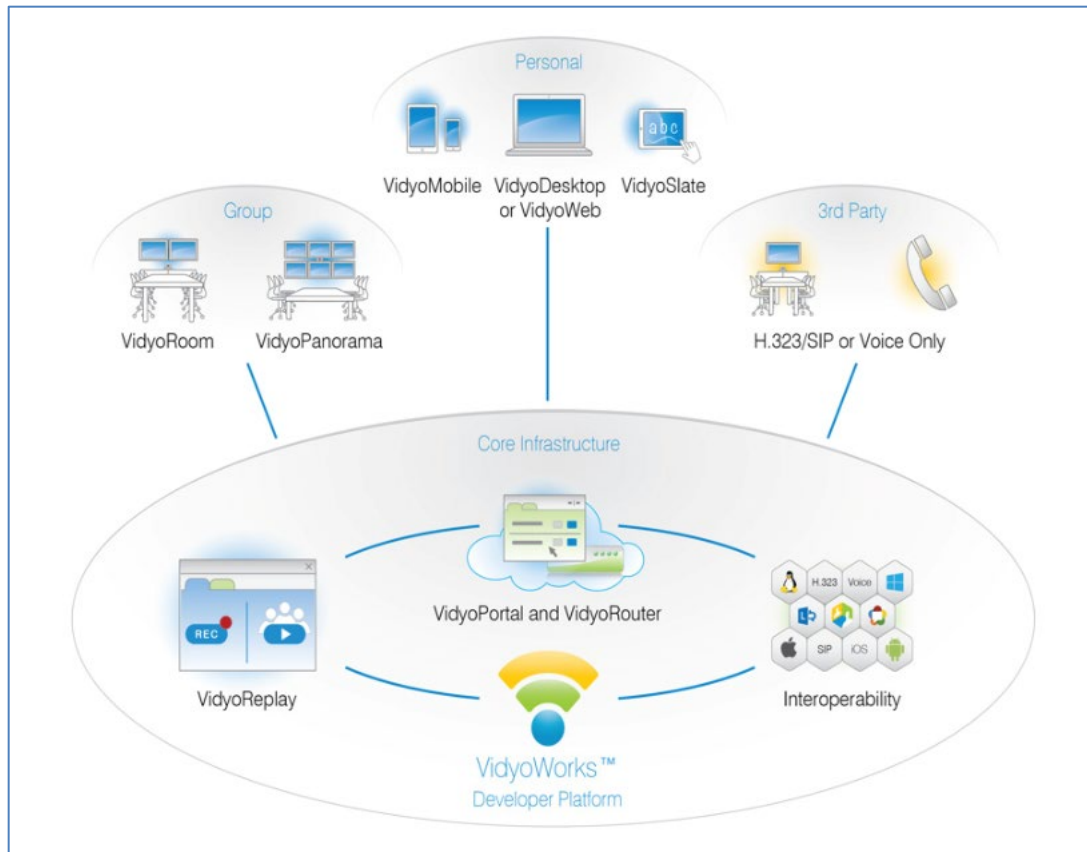 Personal
abc
VidyoMobile
VidyoDesktop
or VidyoWeb
VidyoSlate
Group
VidyoRoom
VidyoPanorama
3rd Party
H.323/SIP or Voice Only
Core Infrastructure
VidyoPortal and VidyoRouter
REC
VidyoReplay
H.323
Voice
SIP
iOS
Interoperability
VidyoWorks™
Developer Platform